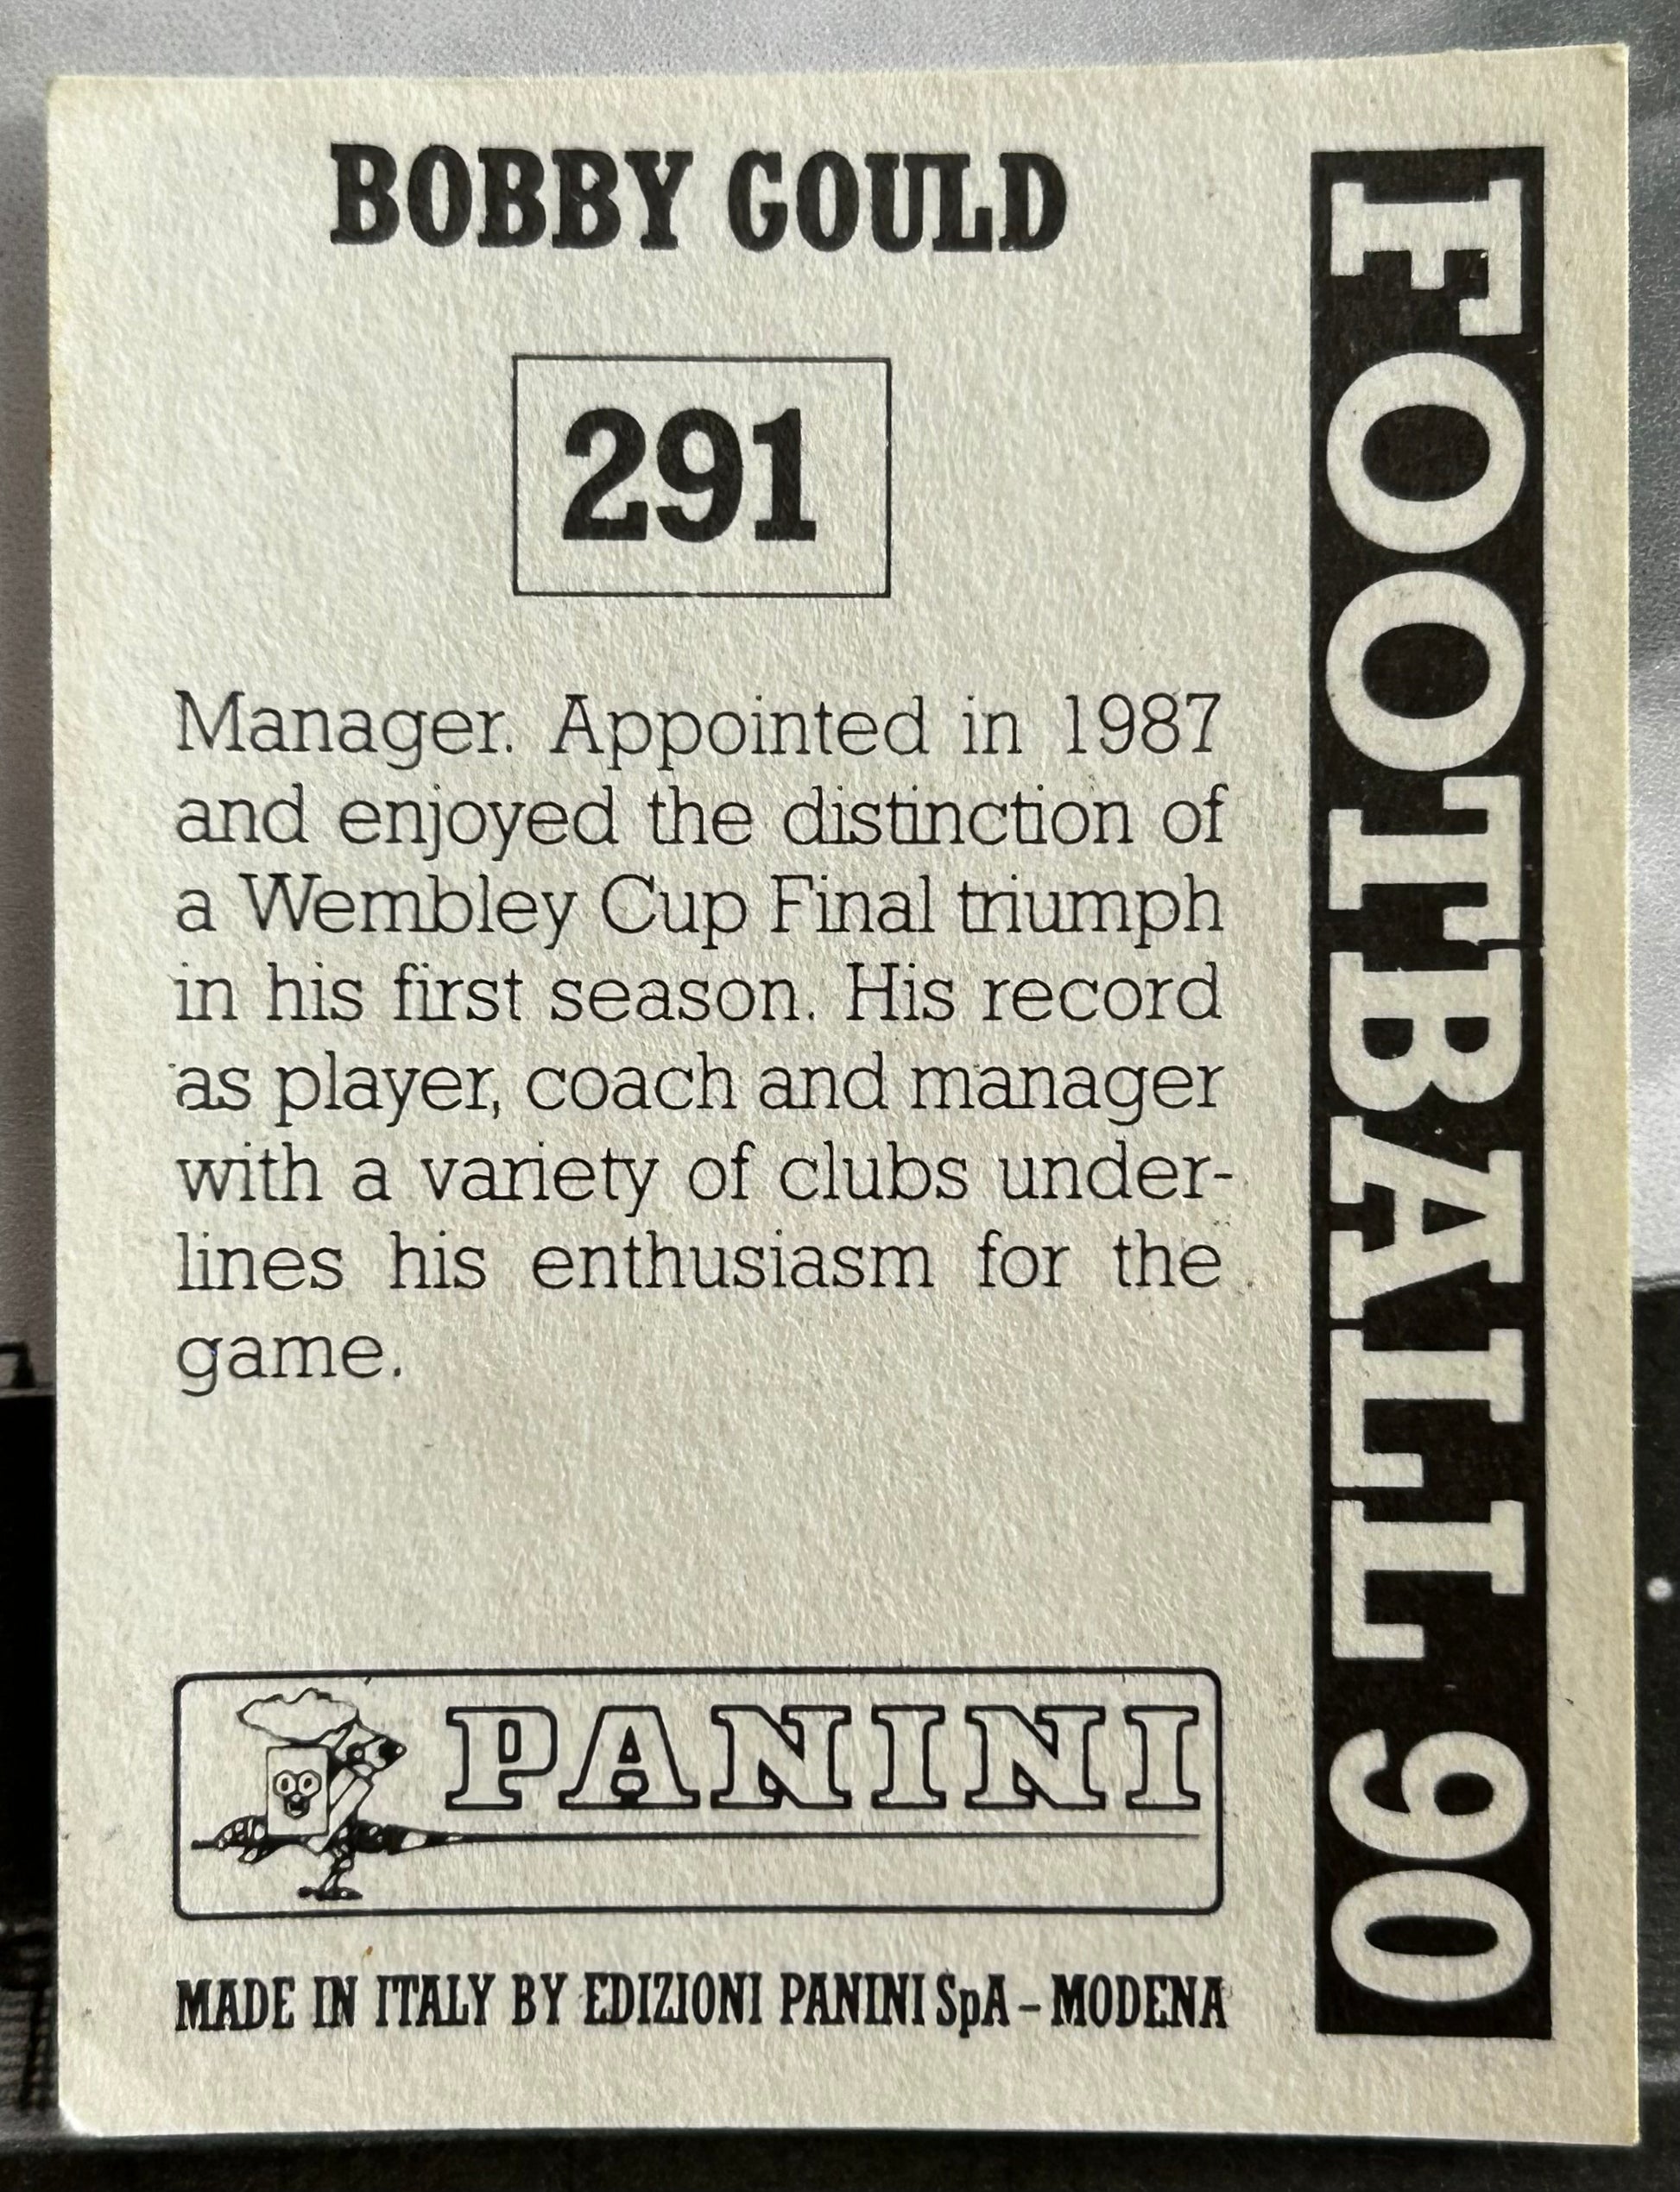 BOBBY GOULD
291
Manager. Appointed in 1987
and enjoyed the distinction of
a Wembley Cup Final triumph
in his first season. His record
as player, coach and manager
with a variety of clubs under-
lines his enthusiasm for the
game.
PANINI
MADE IN ITALY BY EDIZIONI PANINI SpA – MODENA
FOOTBALL 90